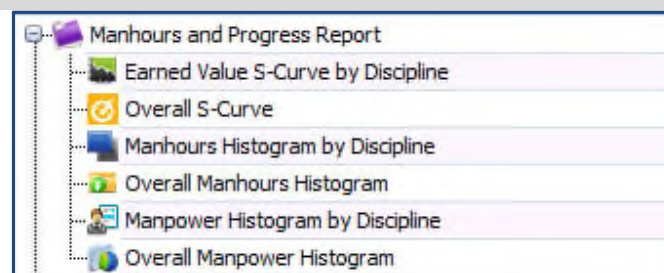 Manhours and Progress Report
Earned Value S-Curve by Discipline
Overall S-Curve
Manhours Histogram by Discipline
Overall Manhours Histogram
Manpower Histogram by Discipline
Overall Manpower Histogram